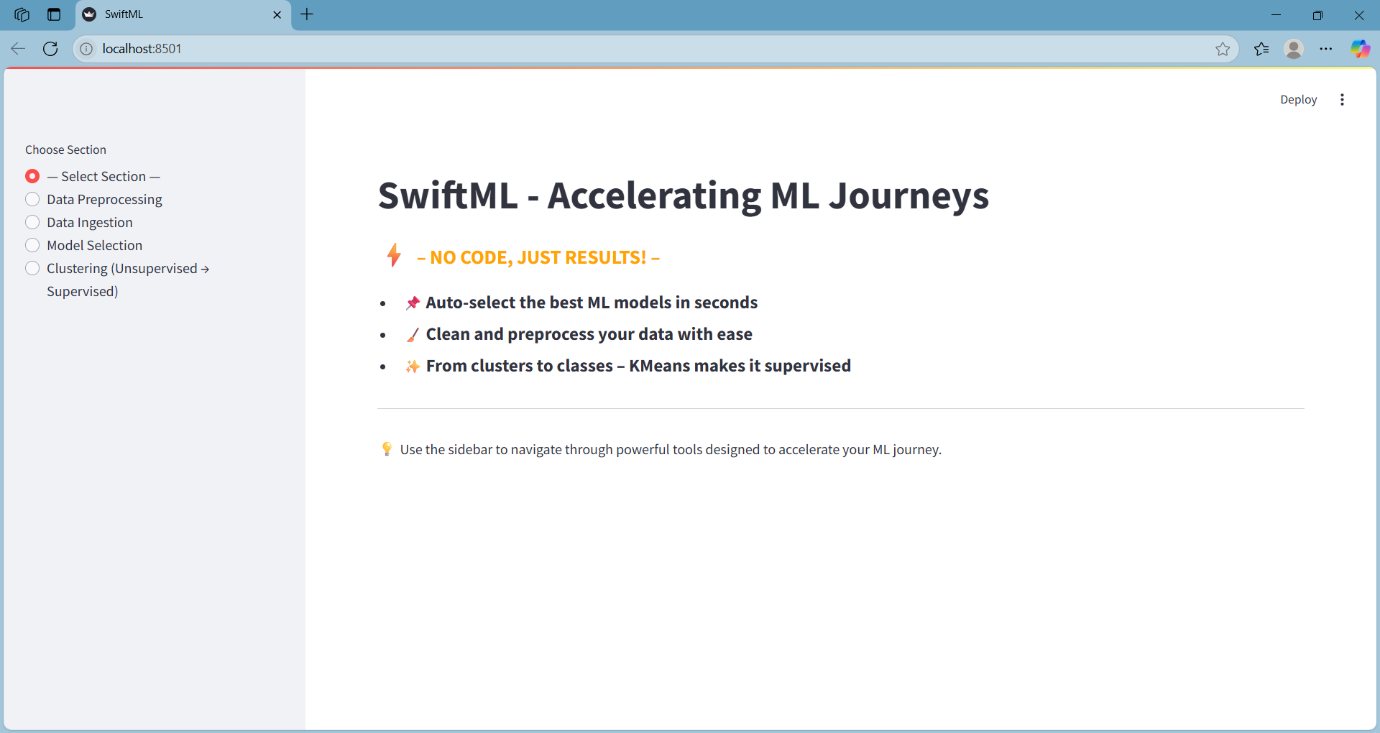 SwiftML
localhost:8501
Deploy
Choose Section
— Select Section —
Data Preprocessing
Data Ingestion
Model Selection
Clustering (Unsupervised →
Supervised)
SwiftML - Accelerating ML Journeys
⚡ – NO CODE, JUST RESULTS! –
• 📌 Auto-select the best ML models in seconds
• 🧹 Clean and preprocess your data with ease
• ✨ From clusters to classes – KMeans makes it supervised
💡 Use the sidebar to navigate through powerful tools designed to accelerate your ML journey.